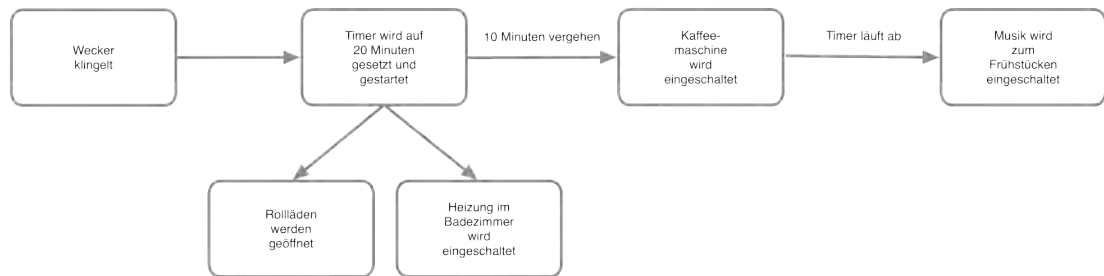 Wecker
klingelt
Timer wird auf
20 Minuten
gesetzt und
gestartet
10 Minuten vergehen
Kaffee-
maschine
wird
eingeschaltet
Timer läuft ab
Musik wird
zum
Frühstücken
eingeschaltet
Rollläden
werden
geöffnet
Heizung im
Badezimmer
wird
eingeschaltet